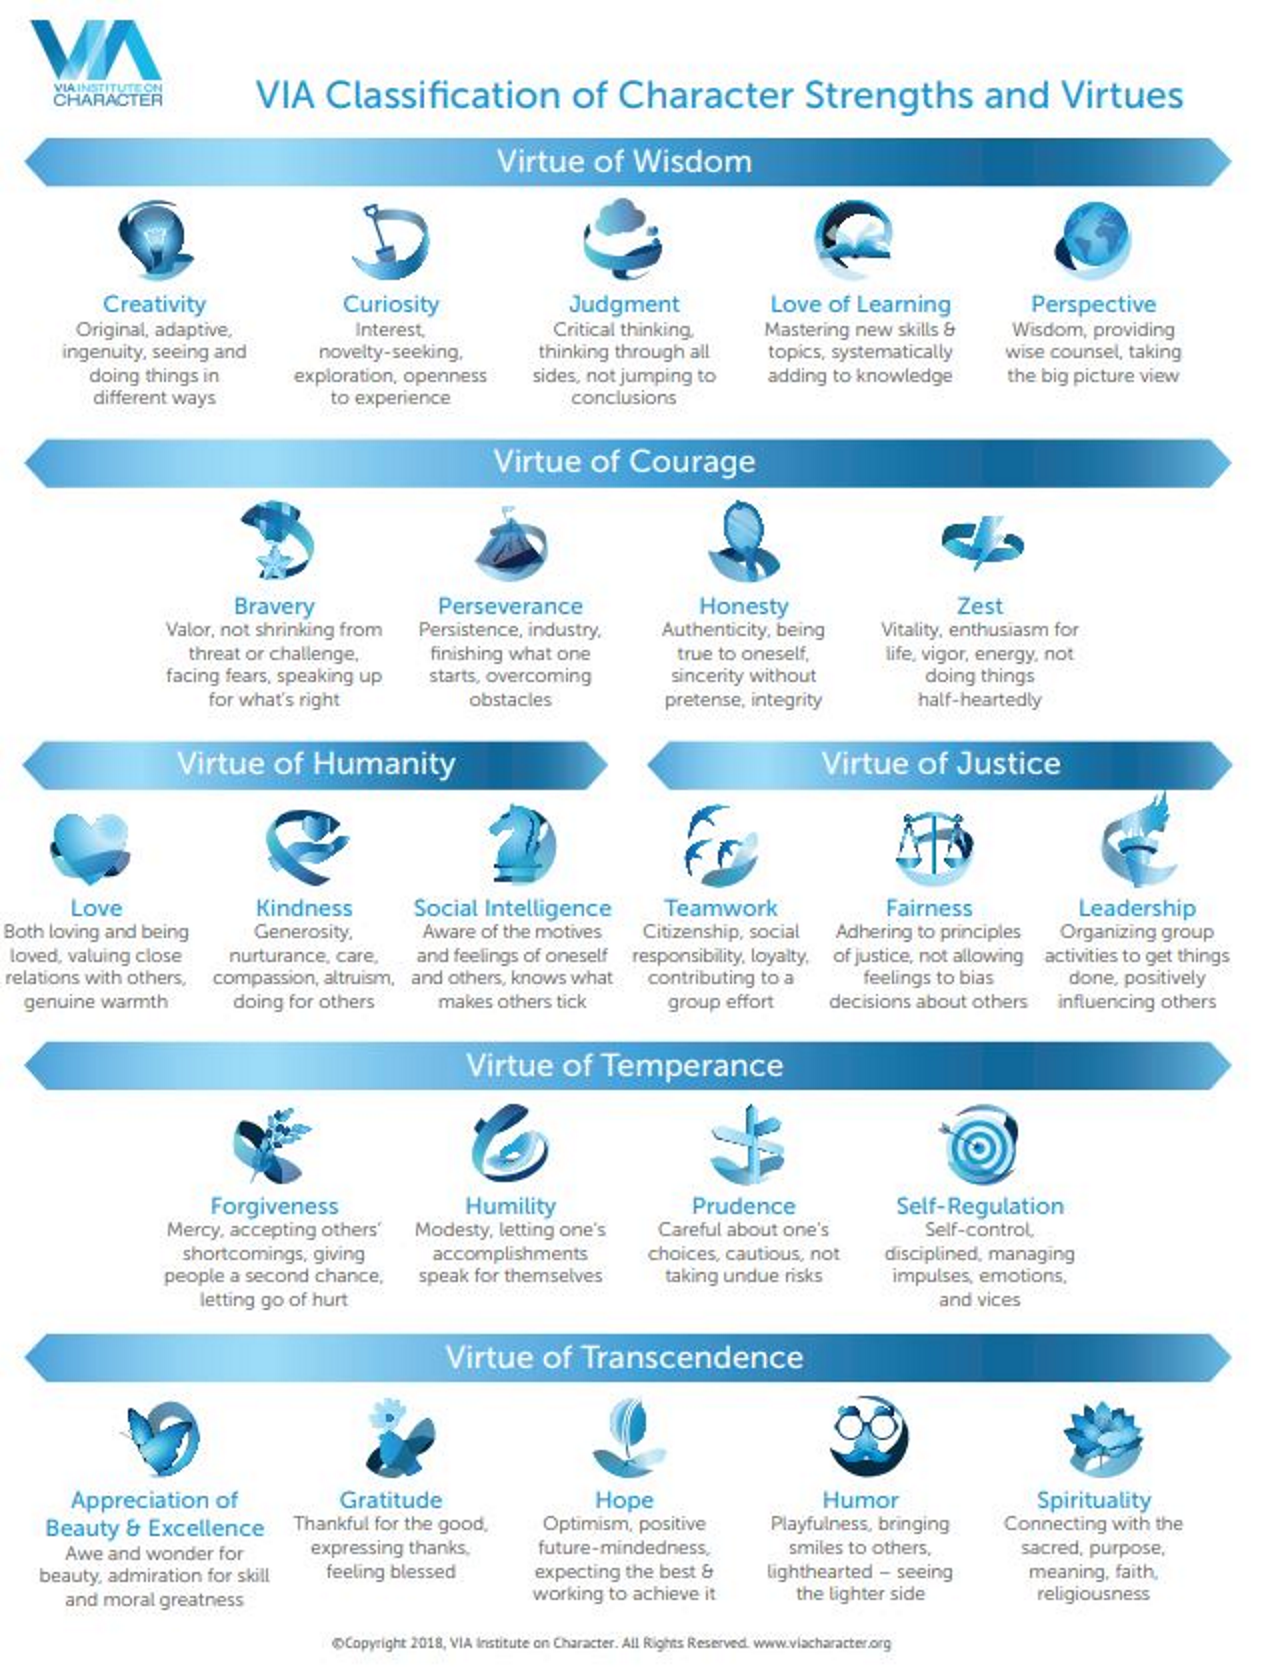 VIA INSTITUTE ON
CHARACTER
VIA Classification of Character Strengths and Virtues
Virtue of Wisdom
Creativity
Original, adaptive,
ingenuity, seeing and
doing things in
different ways
Curiosity
Interest,
novelty-seeking,
exploration, openness
to experience
Judgment
Critical thinking,
thinking through all
sides, not jumping to
conclusions
Love of Learning
Mastering new skills &
topics, systematically
adding to knowledge
Perspective
Wisdom, providing
wise counsel, taking
the big picture view
Virtue of Courage
Bravery
Valor, not shrinking from
threat or challenge,
facing fears, speaking up
for what's right
Perseverance
Persistence, industry,
finishing what one
starts, overcoming
obstacles
Honesty
Authenticity, being
true to oneself,
sincerity without
pretense, integrity
Zest
Vitality, enthusiasm for
life, vigor, energy, not
doing things
half-heartedly
Virtue of Humanity
Love
Both loving and being
loved, valuing close
relations with others,
genuine warmth
Kindness
Generosity,
nurturance, care,
compassion, altruism,
doing for others
Social Intelligence
Aware of the motives
and feelings of oneself
and others, knows what
makes others tick
Virtue of Justice
Teamwork
Citizenship, social
responsibility, loyalty,
contributing to a
group effort
Fairness
Adhering to principles
of justice, not allowing
feelings to bias
decisions about others
Leadership
Organizing group
activities to get things
done, positively
influencing others
Virtue of Temperance
Forgiveness
Mercy, accepting others'
shortcomings, giving
people a second chance,
letting go of hurt
Humility
Modesty, letting one's
accomplishments
speak for themselves
Prudence
Careful about one's
choices, cautious, not
taking undue risks
Self-Regulation
Self-control,
disciplined, managing
impulses, emotions,
and vices
Virtue of Transcendence
Appreciation of
Beauty & Excellence
Awe and wonder for
beauty, admiration for skill
and moral greatness
Gratitude
Thankful for the good,
expressing thanks,
feeling blessed
Hope
Optimism, positive
future-mindedness,
expecting the best &
working to achieve it
Humor
Playfulness, bringing
smiles to others,
lighthearted – seeing
the lighter side
Spirituality
Connecting with the
sacred, purpose,
meaning, faith,
religiousness
©Copyright 2018, VIA Institute on Character. All Rights Reserved. www.viacharacter.org